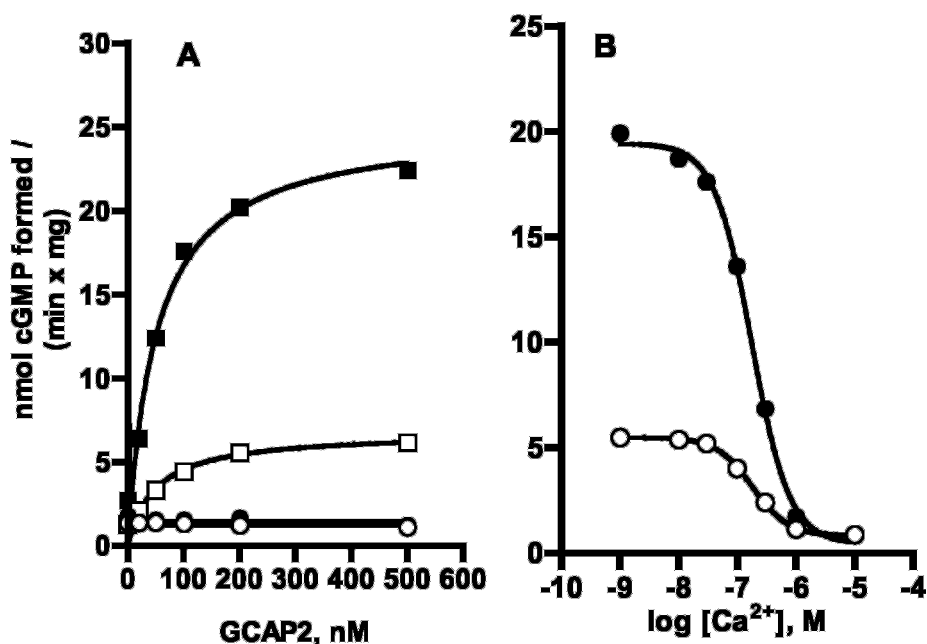 A
nmol cGMP formed /
(min x mg)
30
25
20
15
10
5
0
0 100 200 300 400 500 600
GCAP2, nM
B
25
20
15
10
5
0
-10 -9 -8 -7 -6 -5 -4
log [Ca²⁺], M